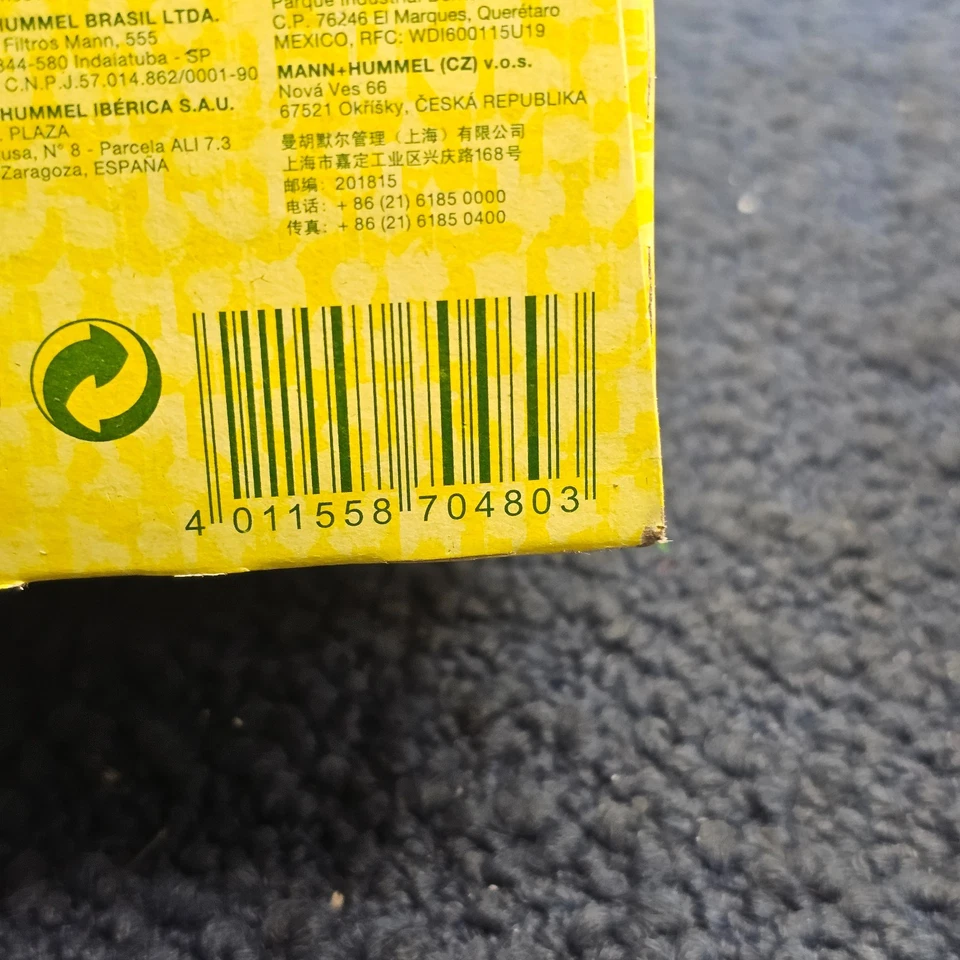 HUMMEL BRASIL LTDA.
Filtros Mann, 555
344-580 Indaiatuba - SP
C.N.P.J.57.014.862/0001-90
HUMMEL IBÉRICA S.A.U.
. PLAZA
usa, N° 8 - Parcela ALI 7.3
Zaragoza, ESPAÑA
Parque Industrial
C.P. 76246 El Marques, Querétaro
MEXICO, RFC: WDI600115U19
MANN+HUMMEL (CZ) v.o.s.
Nová Ves 66
67521 Okříšky, ČESKÁ REPUBLIKA
曼胡默尔管理（上海）有限公司
上海市嘉定工业区兴庆路168号
邮编: 201815
电话: + 86 (21) 6185 0000
传真: + 86 (21) 6185 0400
4 011558 704803